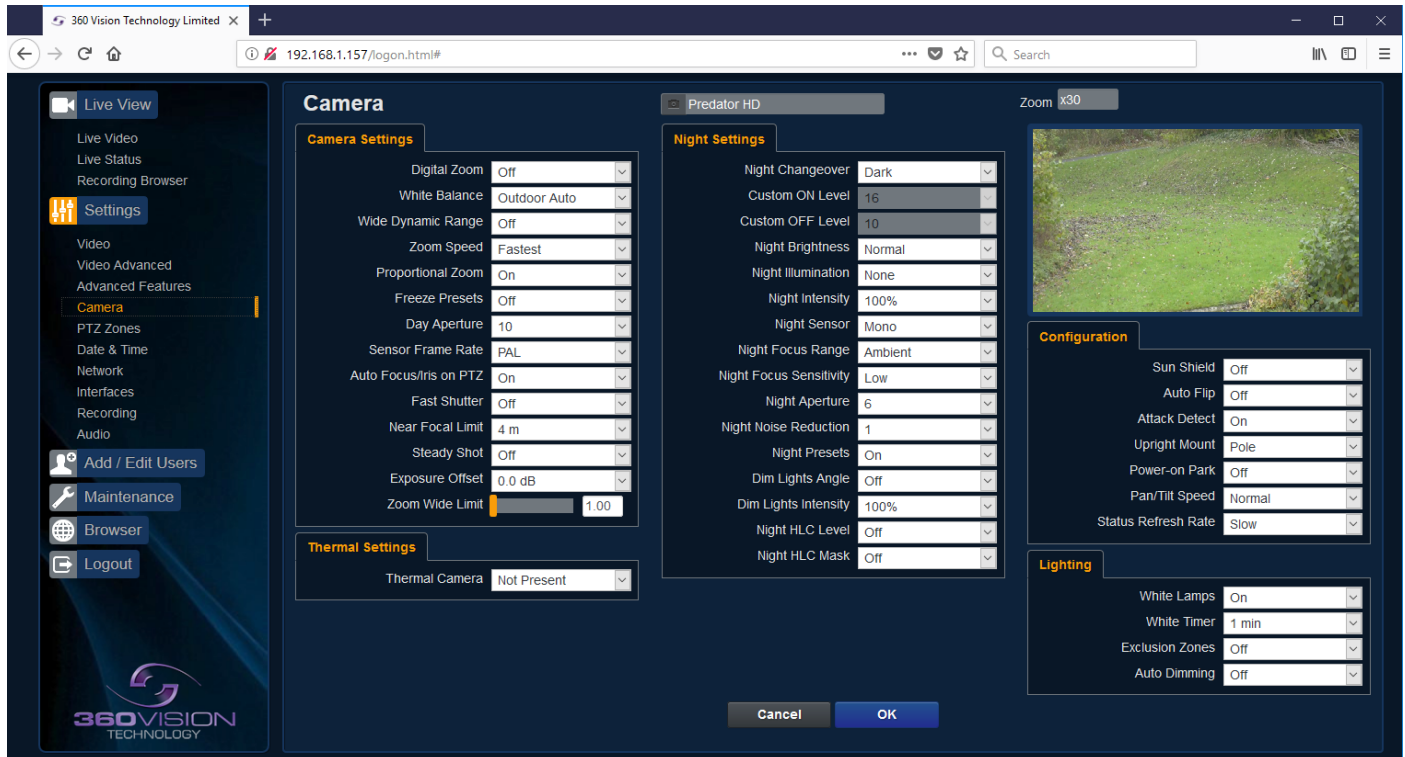 360 Vision Technology Limited
192.168.1.157/logon.html#
Search
Live View
Live Video
Live Status
Recording Browser
Settings
Video
Video Advanced
Advanced Features
Camera
PTZ Zones
Date & Time
Network
Interfaces
Recording
Audio
Add / Edit Users
Maintenance
Browser
Logout
360VISION
TECHNOLOGY
Camera
Predator HD
Zoom x30
Camera Settings
Digital Zoom Off
White Balance Outdoor Auto
Wide Dynamic Range Off
Zoom Speed Fastest
Proportional Zoom On
Freeze Presets Off
Day Aperture 10
Sensor Frame Rate PAL
Auto Focus/Iris on PTZ On
Fast Shutter Off
Near Focal Limit 4 m
Steady Shot Off
Exposure Offset 0.0 dB
Zoom Wide Limit 1.00
Thermal Settings
Thermal Camera Not Present
Night Settings
Night Changeover Dark
Custom ON Level 16
Custom OFF Level 10
Night Brightness Normal
Night Illumination None
Night Intensity 100%
Night Sensor Mono
Night Focus Range Ambient
Night Focus Sensitivity Low
Night Aperture 6
Night Noise Reduction 1
Night Presets On
Dim Lights Angle Off
Dim Lights Intensity 100%
Night HLC Level Off
Night HLC Mask Off
Configuration
Sun Shield Off
Auto Flip Off
Attack Detect On
Upright Mount Pole
Power-on Park Off
Pan/Tilt Speed Normal
Status Refresh Rate Slow
Lighting
White Lamps On
White Timer 1 min
Exclusion Zones Off
Auto Dimming Off
Cancel
OK